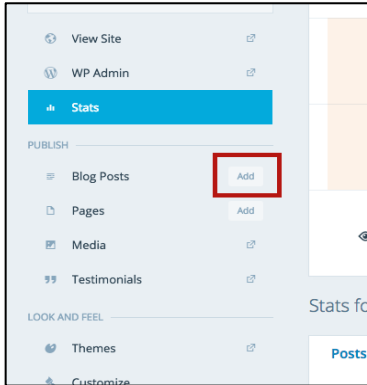 View Site
WP Admin
Stats
PUBLISH
Blog Posts Add
Pages Add
Media
Testimonials
LOOK AND FEEL
Themes
Customize
Stats fo
Posts